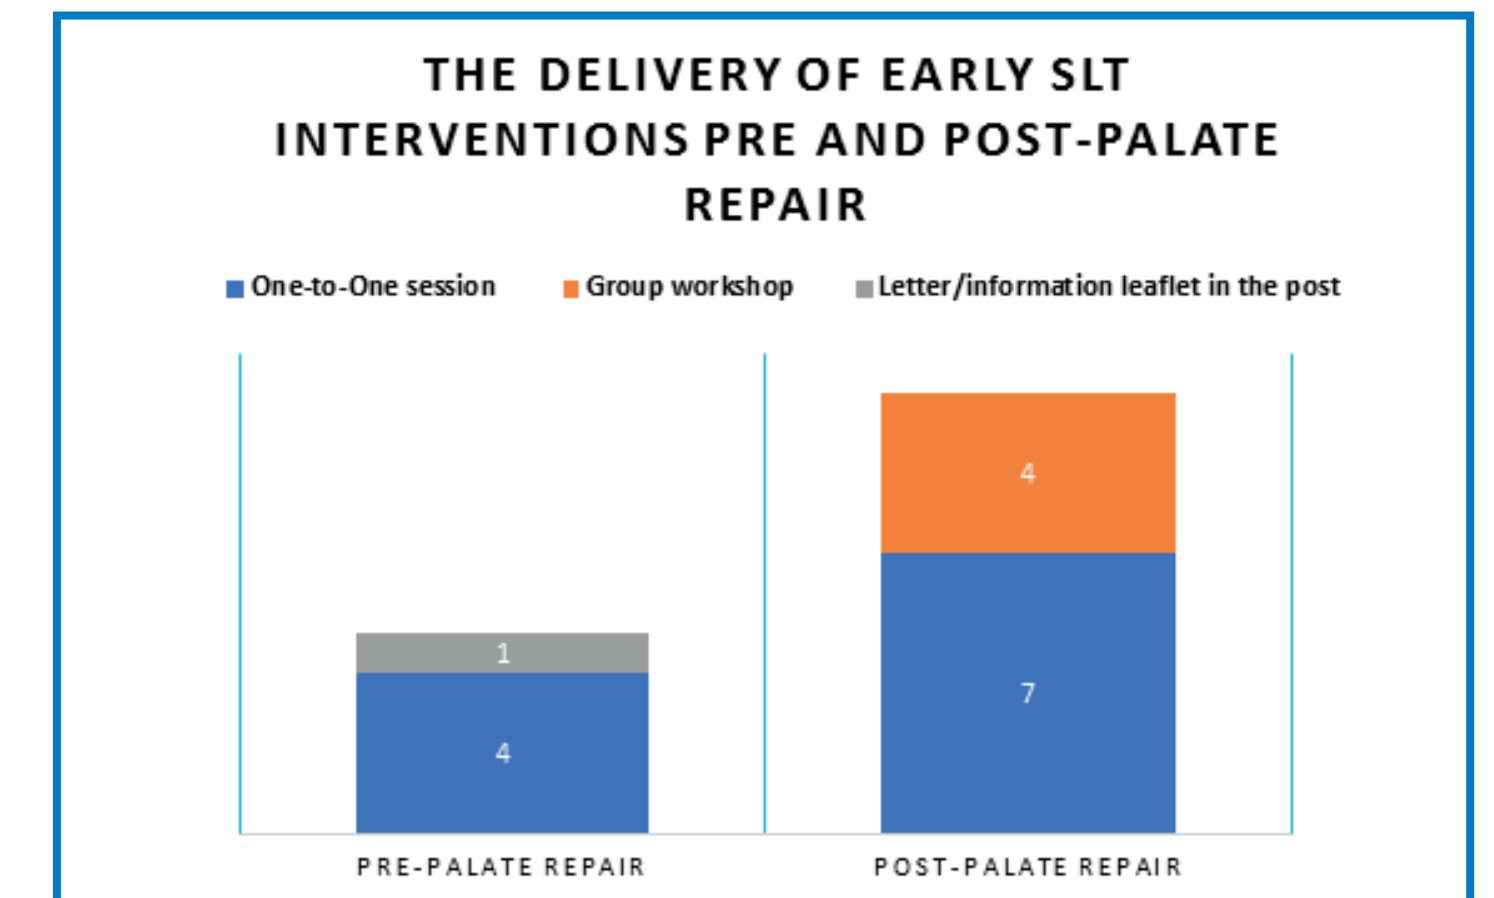 THE DELIVERY OF EARLY SLT
INTERVENTIONS PRE AND POST-PALATE
REPAIR
One-to-One session Group workshop Letter/information leaflet in the post
4
1
7
4
PRE-PALATE REPAIR POST-PALATE REPAIR